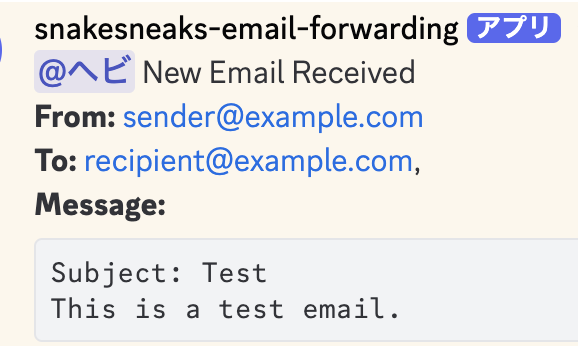 snakesneaks-email-forwarding アプリ
@ヘビ New Email Received
From: sender@example.com
To: recipient@example.com,
Message:
Subject: Test
This is a test email.